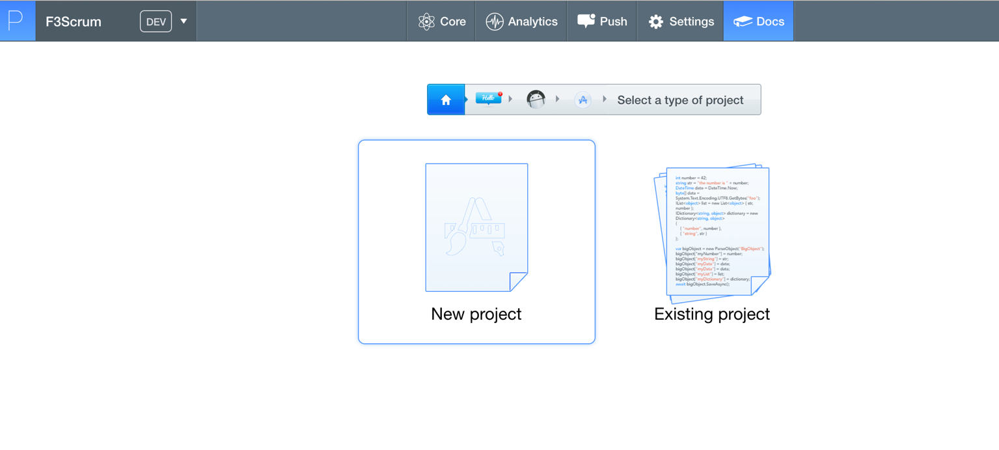 P
F3Scrum
DEV
Core
Analytics
Push
Settings
Docs
Hello
Select a type of project
int number = 42;
string str = "the number is " + number;
DateTime date = DateTime.Now;
byte[] data =
System.Text.Encoding.UTF8.GetBytes("foo");
IList<object> list = new List<object> { str,
number };
IDictionary<string, object> dictionary = new
Dictionary<string, object>
{
{ "number", number },
{ "string", str }
};
var bigObject = new ParseObject("BigObject");
bigObject["myNumber"] = number;
bigObject["myString"] = str;
bigObject["myDate"] = date;
bigObject["myData"] = data;
bigObject["myList"] = list;
bigObject["myDictionary"] = dictionary;
await bigObject.SaveAsync();
New project
Existing project